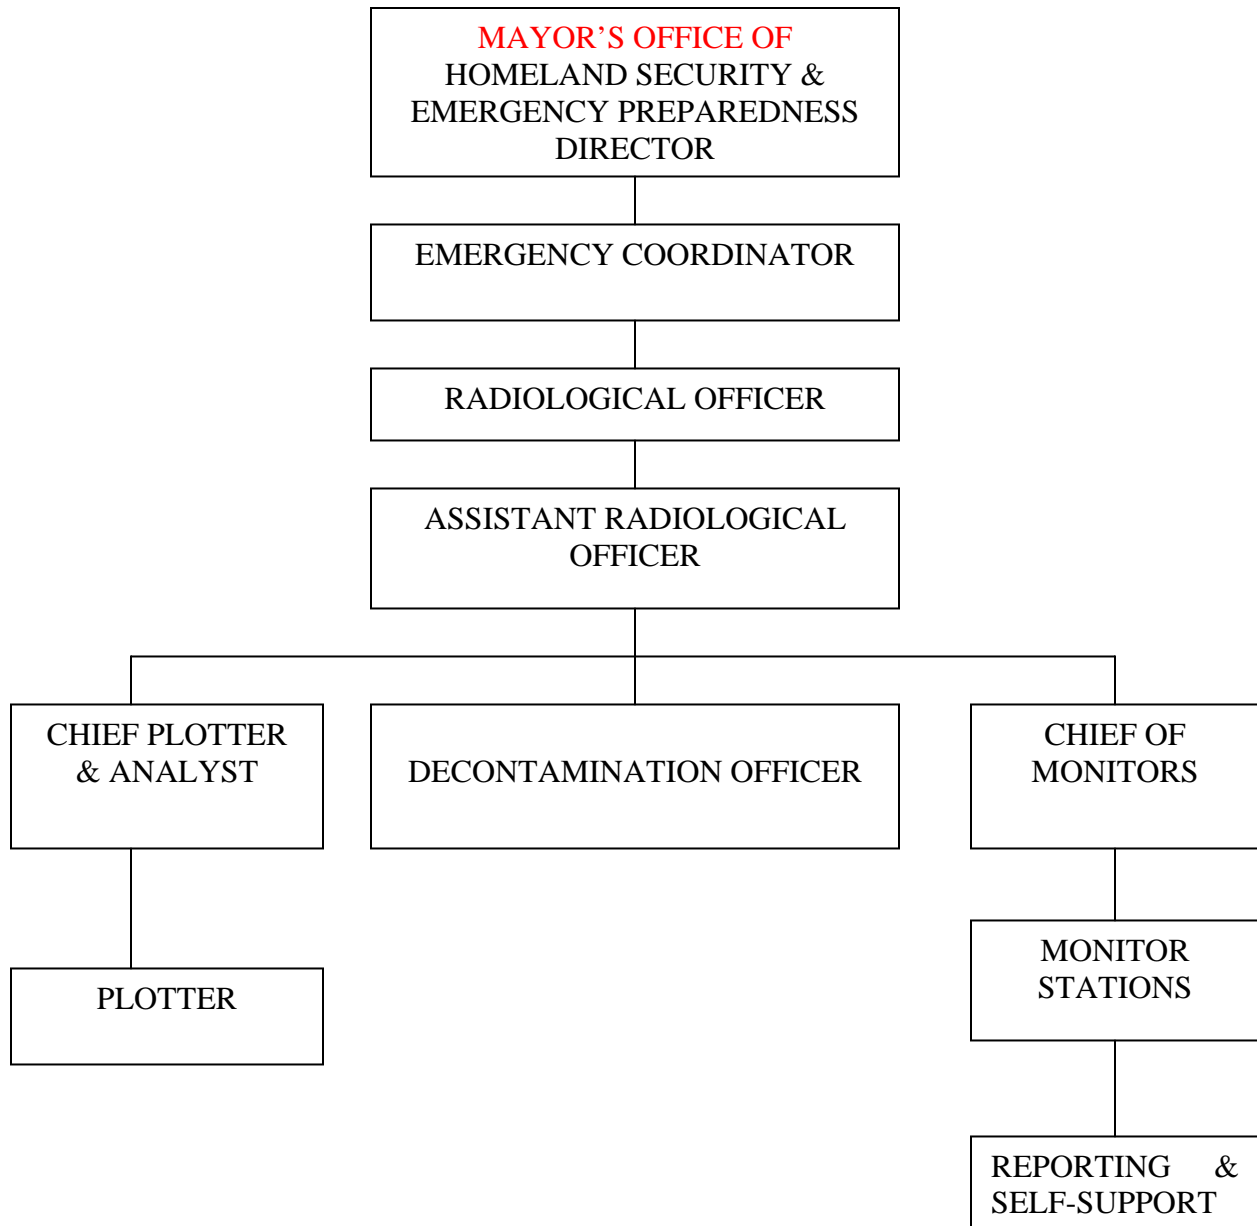 MAYOR’S OFFICE OF
HOMELAND SECURITY &
EMERGENCY PREPAREDNESS
DIRECTOR
EMERGENCY COORDINATOR
RADIOLOGICAL OFFICER
ASSISTANT RADIOLOGICAL
OFFICER
CHIEF PLOTTER
& ANALYST
DECONTAMINATION OFFICER
CHIEF OF
MONITORS
PLOTTER
MONITOR
STATIONS
REPORTING &
SELF-SUPPORT